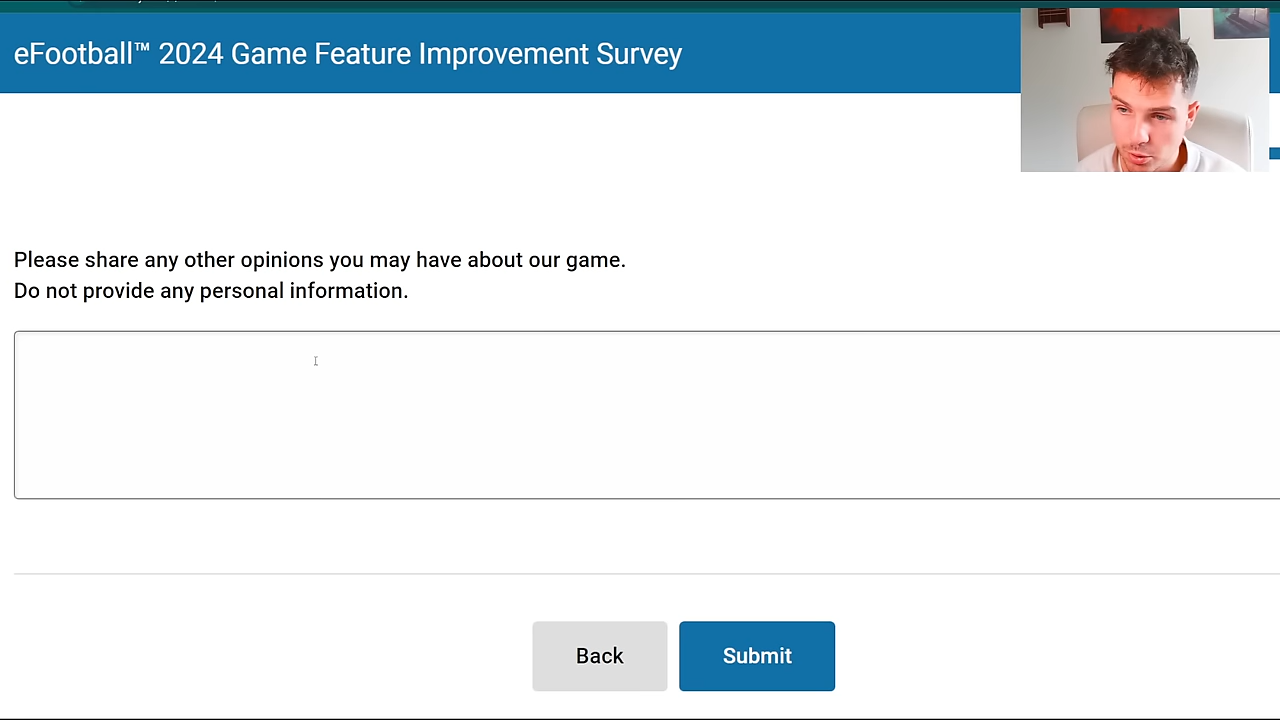 eFootball™ 2024 Game Feature Improvement Survey
Please share any other opinions you may have about our game.
Do not provide any personal information.
Back
Submit